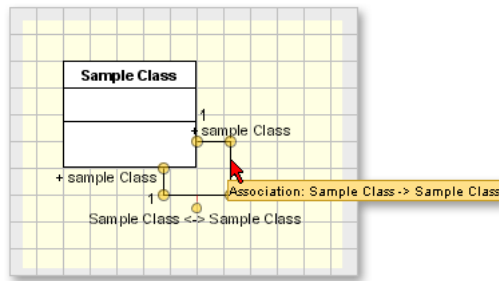 Sample Class
1
+ sample Class
+ sample Class
1
Association: Sample Class -> Sample Class
Sample Class <-> Sample Class